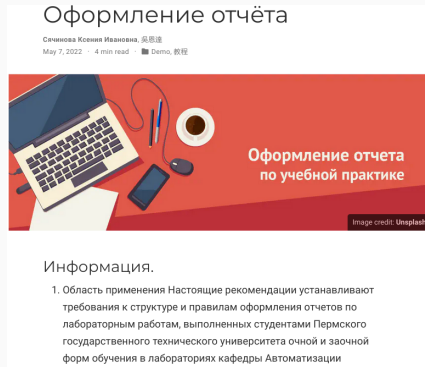 Оформление отчёта
Сячинова Ксения Ивановна, 吳恩達
May 7, 2022 · 4 min read · Demo, 教程
Оформление отчета
по учебной практике
Image credit: Unsplash
Информация.
1. Область применения Настоящие рекомендации устанавливают
требования к структуре и правилам оформления отчетов по
лабораторным работам, выполненных студентами Пермского
государственного технического университета очной и заочной
форм обучения в лабораториях кафедры Автоматизации